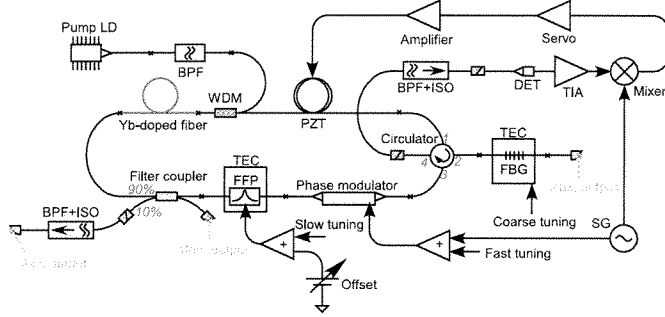 Pump LD
BPF
Amplifier
Servo
WDM
BPF+ISO
DET
TIA
Mixer
Yb-doped fiber
PZT
Circulator
1
2
3
4
TEC
FBG
Filter coupler
90%
10%
TEC
FFP
Phase modulator
BPF+ISO
Coarse tuning
SG
Slow tuning
+
+
Fast tuning
Offset